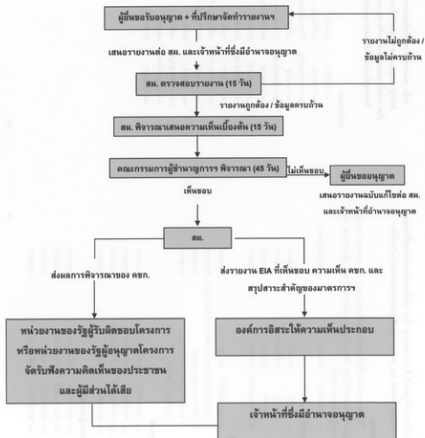 ผู้ยื่นขอรับอนุญาต + ที่ปรึกษาจัดทำรายงานฯ
รายงานไม่ถูกต้อง /
ข้อมูลไม่ครบถ้วน
เสนอรายงานต่อ สผ. และเจ้าหน้าที่ซึ่งมีอำนาจอนุญาต
สผ. ตรวจสอบรายงาน (15 วัน)
รายงานถูกต้อง / ข้อมูลครบถ้วน
สผ. พิจารณาเสนอความเห็นเบื้องต้น (15 วัน)
คณะกรรมการผู้ชำนาญการฯ พิจารณา (45 วัน)
ไม่เห็นชอบ
ผู้ยื่นขออนุญาต
เห็นชอบ
เสนอรายงานฉบับแก้ไขต่อ สผ.
และเจ้าหน้าที่อำนาจอนุญาต
สผ.
ส่งผลการพิจารณาของ คชก.
ส่งรายงาน EIA ที่เห็นชอบ ความเห็น คชก. และ
สรุปสาระสำคัญของมาตรการฯ
หน่วยงานของรัฐผู้รับผิดชอบโครงการ
หรือหน่วยงานของรัฐผู้อนุญาตโครงการ
จัดรับฟังความคิดเห็นของประชาชน
และผู้มีส่วนได้เสีย
องค์การอิสระให้ความเห็นประกอบ
เจ้าหน้าที่ซึ่งมีอำนาจอนุญาต